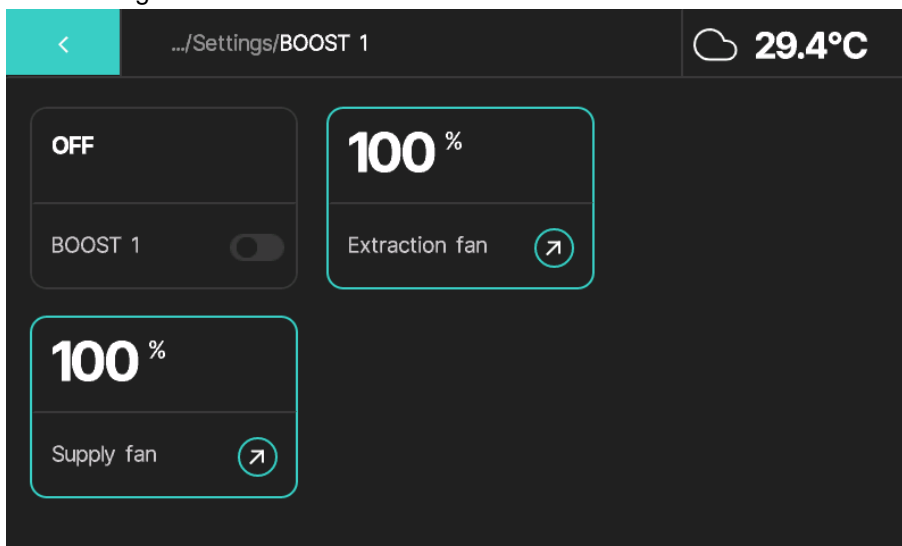 .../Settings/BOOST 1
29.4°C
OFF
BOOST 1
100 %
Extraction fan
100 %
Supply fan